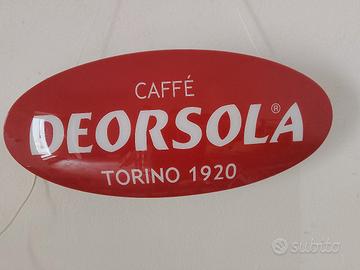 CAFFÉ
DEORSOLA®
TORINO 1920
subito